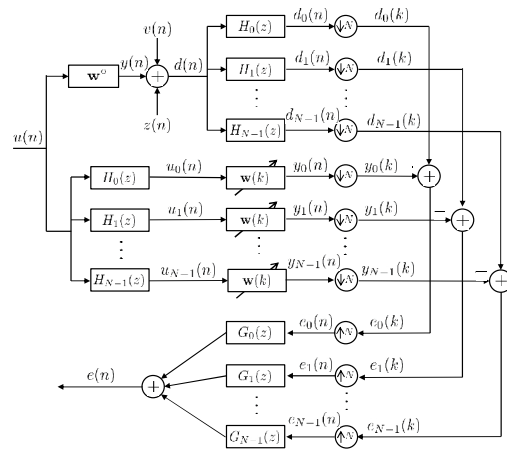 v(n)
H_0(z) d_0(n) ↓N d_0(k)
w° y(n) + d(n) H_1(z) d_1(n) ↓N d_1(k)
z(n)
H_{N−1}(z) d_{N−1}(n) ↓N d_{N−1}(k)
u(n)
H_0(z) u_0(n) w(k) y_0(n) ↓N y_0(k) − +
H_1(z) u_1(n) w(k) y_1(n) ↓N y_1(k) − +
H_{N−1}(z) u_{N−1}(n) w(k) y_{N−1}(n) ↓N y_{N−1}(k) − +
G_0(z) e_0(n) ↑N e_0(k)
e(n) + G_1(z) e_1(n) ↑N e_1(k)
G_{N−1}(z) e_{N−1}(n) ↑N e_{N−1}(k)